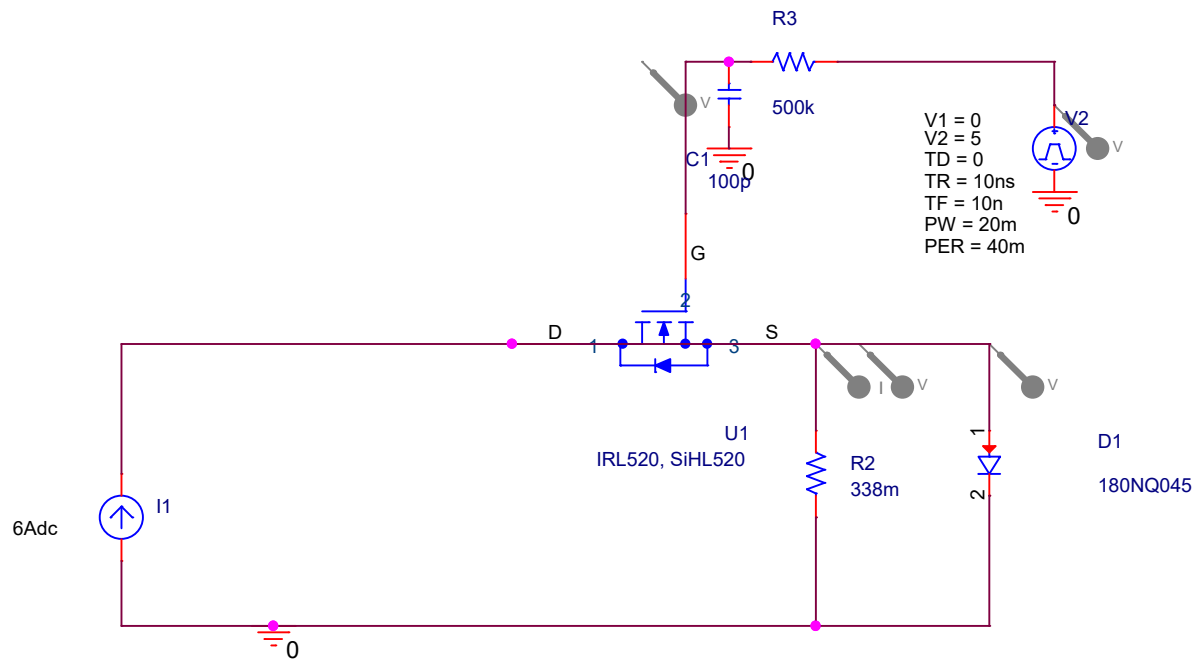 R3
V
500k
C1
100p
0
V1 = 0
V2 = 5
TD = 0
TR = 10ns
TF = 10n
PW = 20m
PER = 40m
V2
V
0
G
2
D
1
3
S
I
V
V
U1
IRL520, SiHL520
R2
338m
1
2
D1
180NQ045
I1
6Adc
0